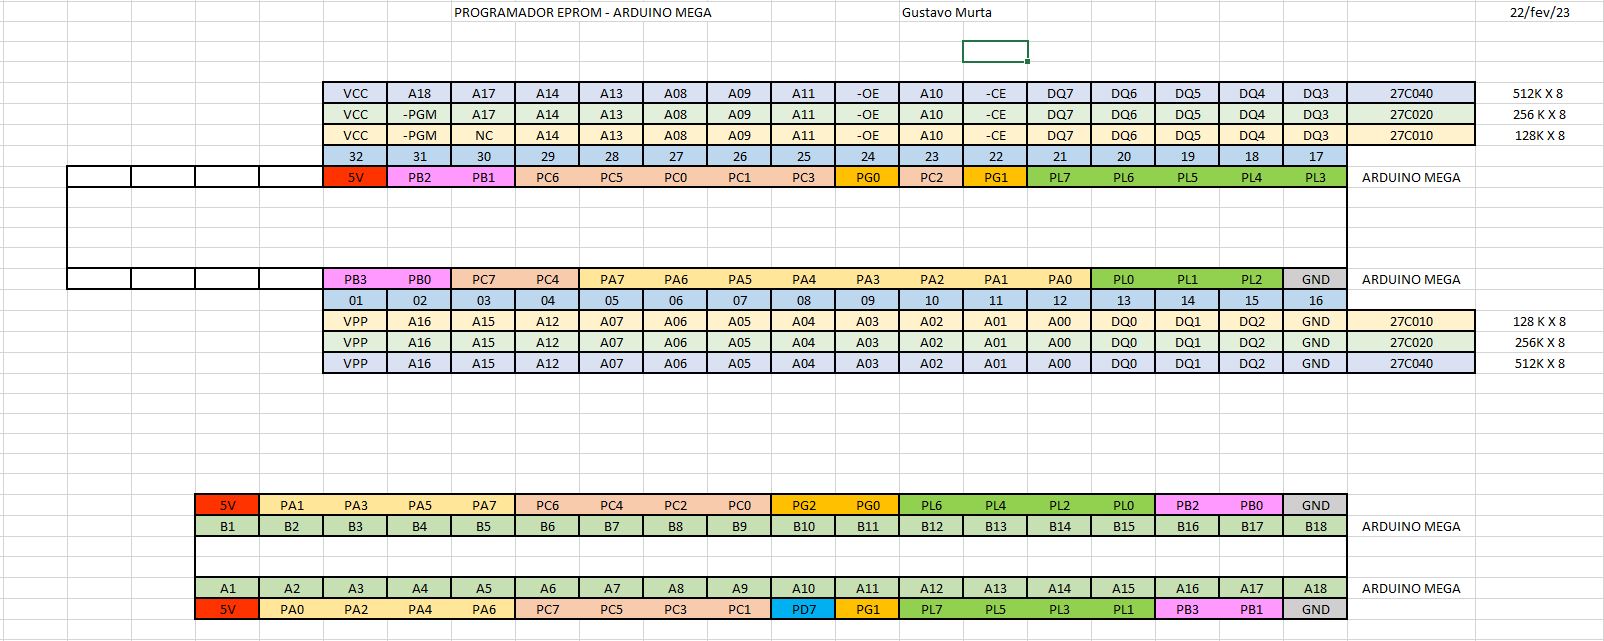 PROGRAMADOR EPROM - ARDUINO MEGA Gustavo Murta 22/fev/23
VCC A18 A17 A14 A13 A08 A09 A11 -OE A10 -CE DQ7 DQ6 DQ5 DQ4 DQ3 27C040 512K X 8
VCC -PGM A17 A14 A13 A08 A09 A11 -OE A10 -CE DQ7 DQ6 DQ5 DQ4 DQ3 27C020 256 K X 8
VCC -PGM NC A14 A13 A08 A09 A11 -OE A10 -CE DQ7 DQ6 DQ5 DQ4 DQ3 27C010 128K X 8
32 31 30 29 28 27 26 25 24 23 22 21 20 19 18 17
5V PB2 PB1 PC6 PC5 PC0 PC1 PC3 PG0 PC2 PG1 PL7 PL6 PL5 PL4 PL3 ARDUINO MEGA
PB3 PB0 PC7 PC4 PA7 PA6 PA5 PA4 PA3 PA2 PA1 PA0 PL0 PL1 PL2 GND ARDUINO MEGA
01 02 03 04 05 06 07 08 09 10 11 12 13 14 15 16
VPP A16 A15 A12 A07 A06 A05 A04 A03 A02 A01 A00 DQ0 DQ1 DQ2 GND 27C010 128 K X 8
VPP A16 A15 A12 A07 A06 A05 A04 A03 A02 A01 A00 DQ0 DQ1 DQ2 GND 27C020 256K X 8
VPP A16 A15 A12 A07 A06 A05 A04 A03 A02 A01 A00 DQ0 DQ1 DQ2 GND 27C040 512K X 8
5V PA1 PA3 PA5 PA7 PC6 PC4 PC2 PC0 PG2 PG0 PL6 PL4 PL2 PL0 PB2 PB0 GND
B1 B2 B3 B4 B5 B6 B7 B8 B9 B10 B11 B12 B13 B14 B15 B16 B17 B18 ARDUINO MEGA
A1 A2 A3 A4 A5 A6 A7 A8 A9 A10 A11 A12 A13 A14 A15 A16 A17 A18 ARDUINO MEGA
5V PA0 PA2 PA4 PA6 PC7 PC5 PC3 PC1 PD7 PG1 PL7 PL5 PL3 PL1 PB3 PB1 GND